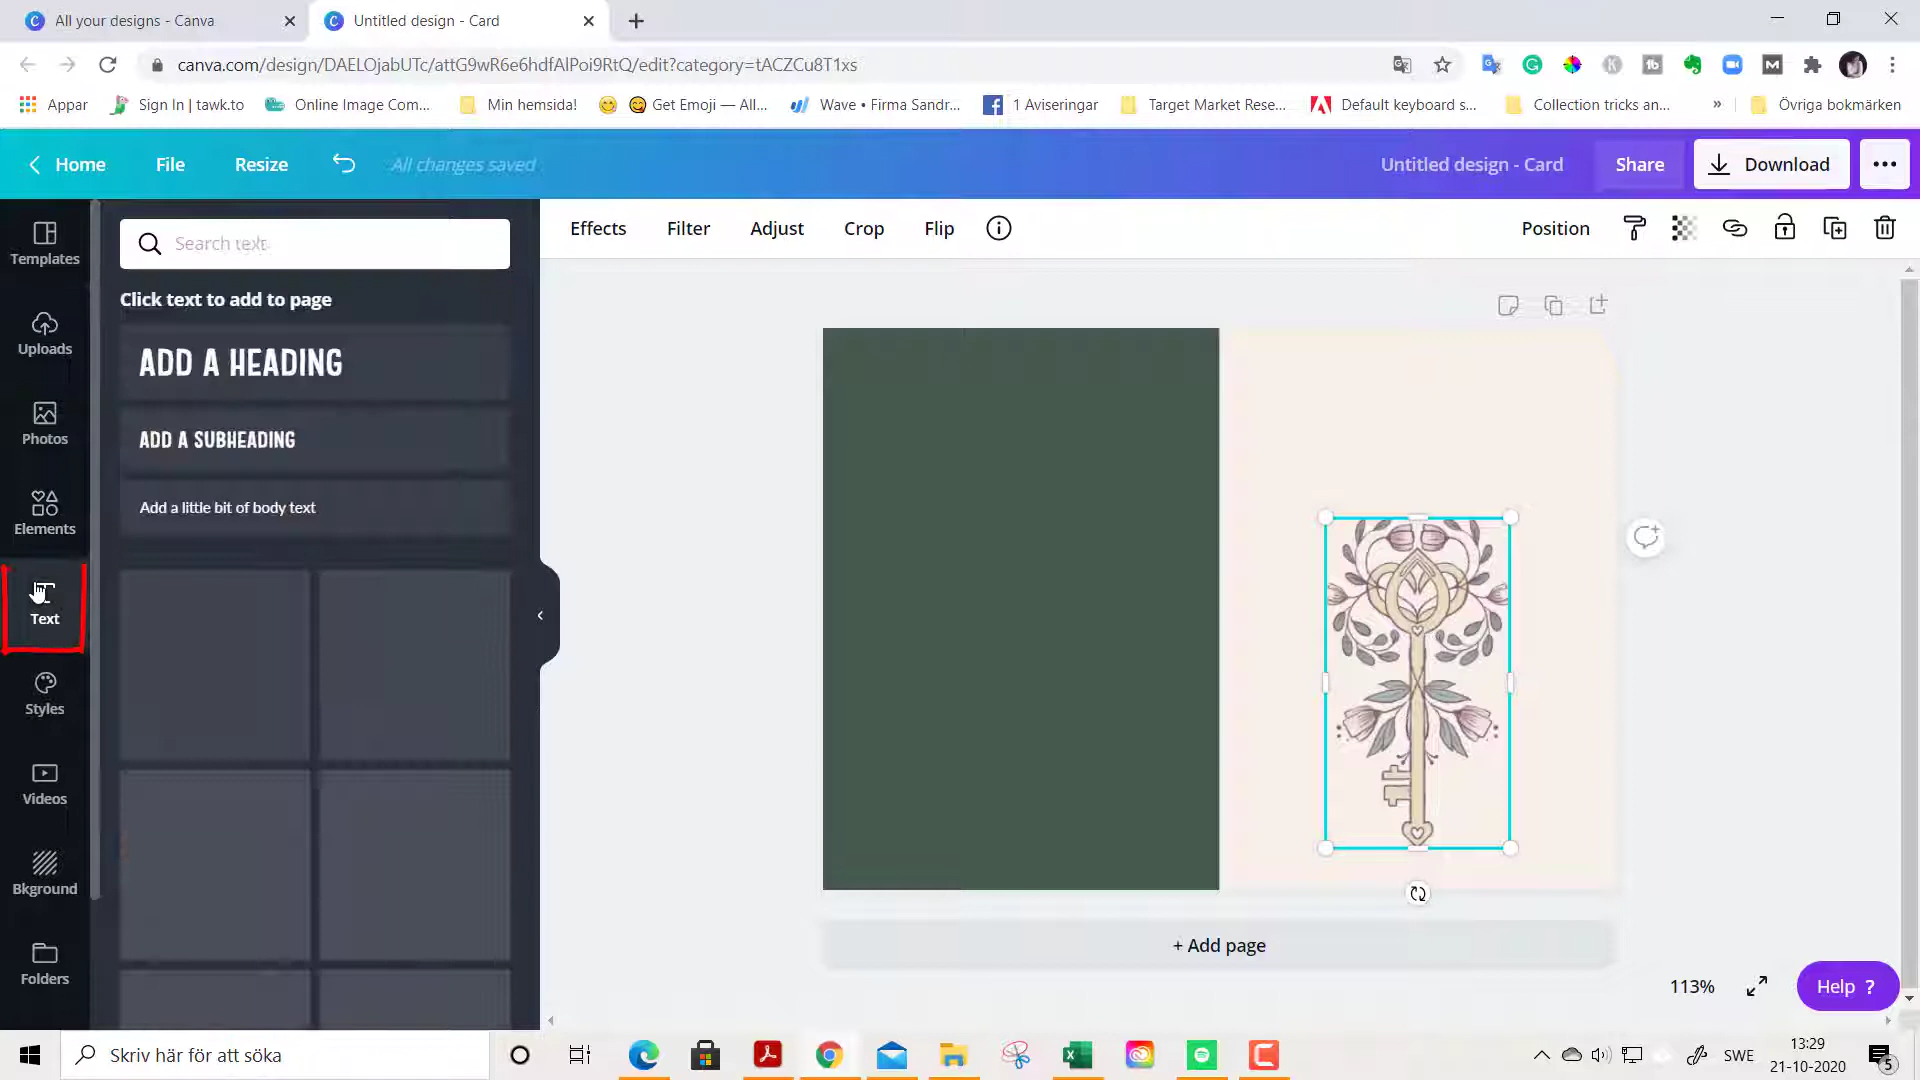 All your designs - Canva
Untitled design - Card
canva.com/design/DAELOjabUTc/attG9wR6e6hdfAlPoi9RtQ/edit?category=tACZCu8T1xs
Appar
Sign In | tawk.to
Online Image Com...
Min hemsida!
Get Emoji — All...
Wave • Firma Sandr...
1 Aviseringar
Target Market Rese...
Default keyboard s...
Collection tricks an...
»
Övriga bokmärken
Home
File
Resize
All changes saved
Untitled design - Card
Share
Download
Effects
Filter
Adjust
Crop
Flip
Position
Templates
Uploads
Photos
Elements
Text
Styles
Videos
Bkground
Folders
Search text
Click text to add to page
ADD A HEADING
ADD A SUBHEADING
Add a little bit of body text
+ Add page
113%
Help ?
Skriv här för att söka
SWE
13:29
21-10-2020
5